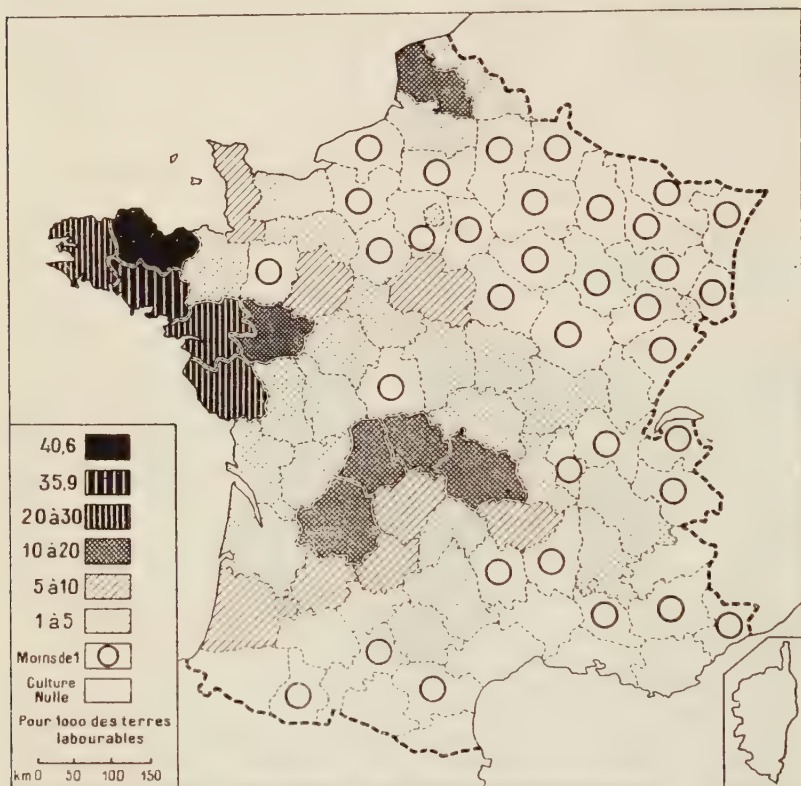 40,6
35,9
20 à 30
10 à 20
5 à 10
1 à 5
Moins de 1
Culture
Nulle
Pour 1000 des terres
labourables
km 0 50 100 150